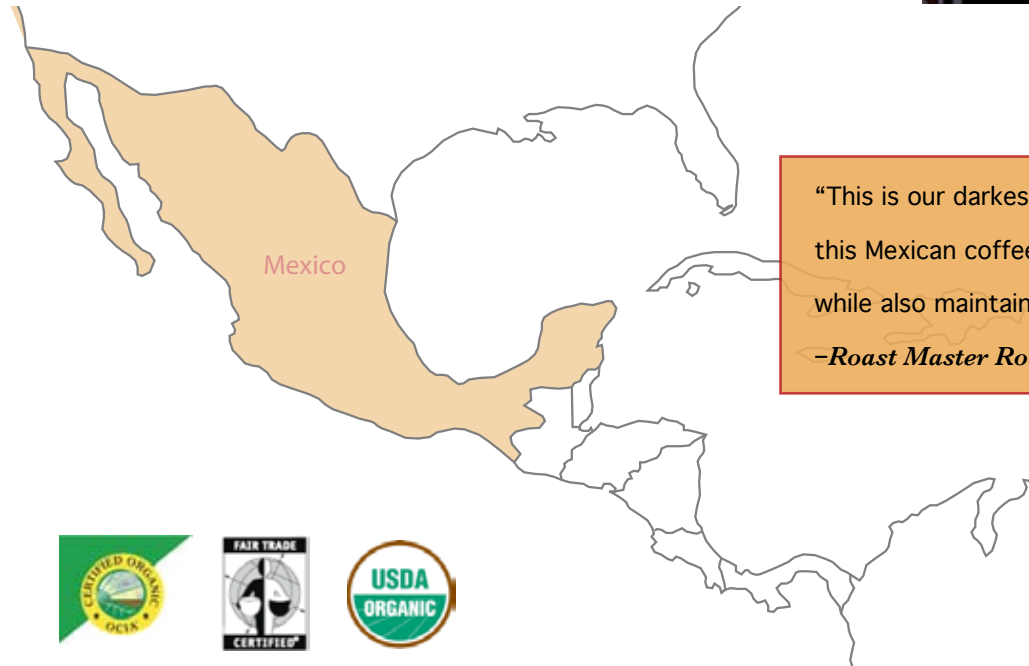 “This is our darkes
this Mexican coffee
while also maintain
–Roast Master Ro
Mexico
CERTIFIED ORGANIC
OCIA
FAIR TRADE
CERTIFIED
USDA
ORGANIC